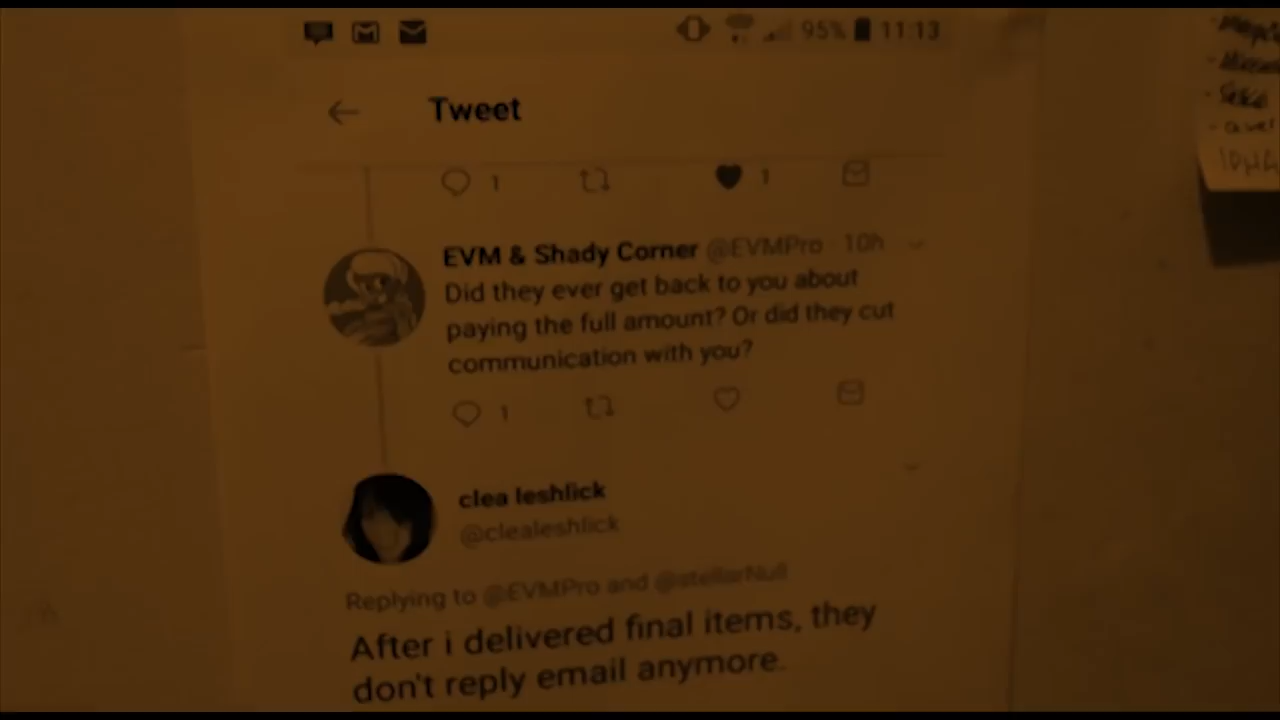 95% 11:13
Tweet
1 1
EVM & Shady Corner @EVMPro · 10h
Did they ever get back to you about
paying the full amount? Or did they cut
communication with you?
1
clea leshlick
@clealeshlick
Replying to @EVMPro and @stellarNull
After i delivered final items, they
don't reply email anymore.